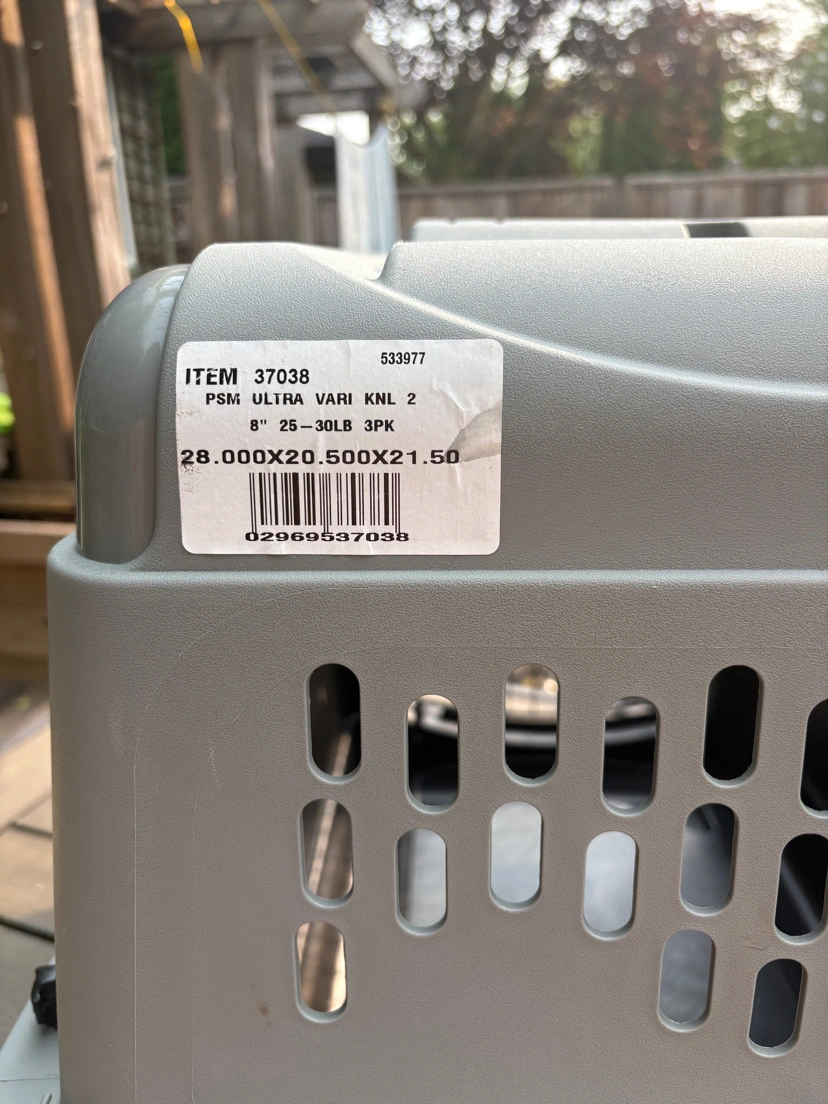 533977
ITEM 37038
PSM ULTRA VARI KNL 2
8" 25-30LB 3PK
28.000X20.500X21.50
02969537038